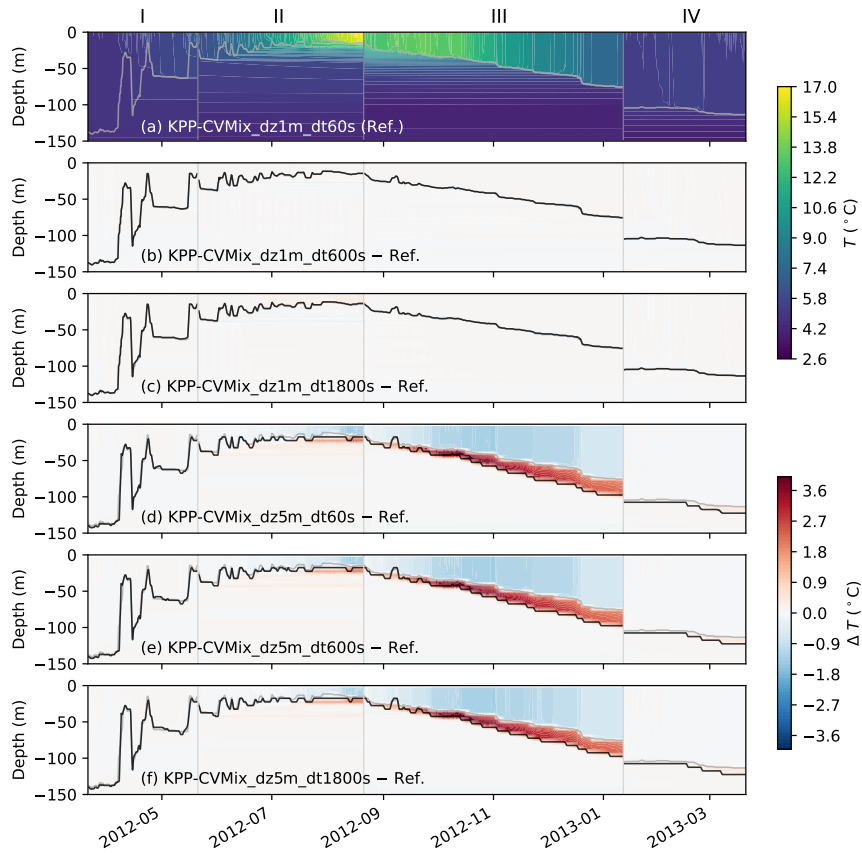 I II III IV
0
−50
−100
−150
Depth (m)
(a) KPP-CVMix_dz1m_dt60s (Ref.)
0
−50
−100
−150
Depth (m)
(b) KPP-CVMix_dz1m_dt600s − Ref.
0
−50
−100
−150
Depth (m)
(c) KPP-CVMix_dz1m_dt1800s − Ref.
0
−50
−100
−150
Depth (m)
(d) KPP-CVMix_dz5m_dt60s − Ref.
0
−50
−100
−150
Depth (m)
(e) KPP-CVMix_dz5m_dt600s − Ref.
0
−50
−100
−150
Depth (m)
(f) KPP-CVMix_dz5m_dt1800s − Ref.
2012-05 2012-07 2012-09 2012-11 2013-01 2013-03
17.0
15.4
13.8
12.2
10.6
9.0
7.4
5.8
4.2
2.6
T (°C)
3.6
2.7
1.8
0.9
0.0
−0.9
−1.8
−2.7
−3.6
Δ T (°C)